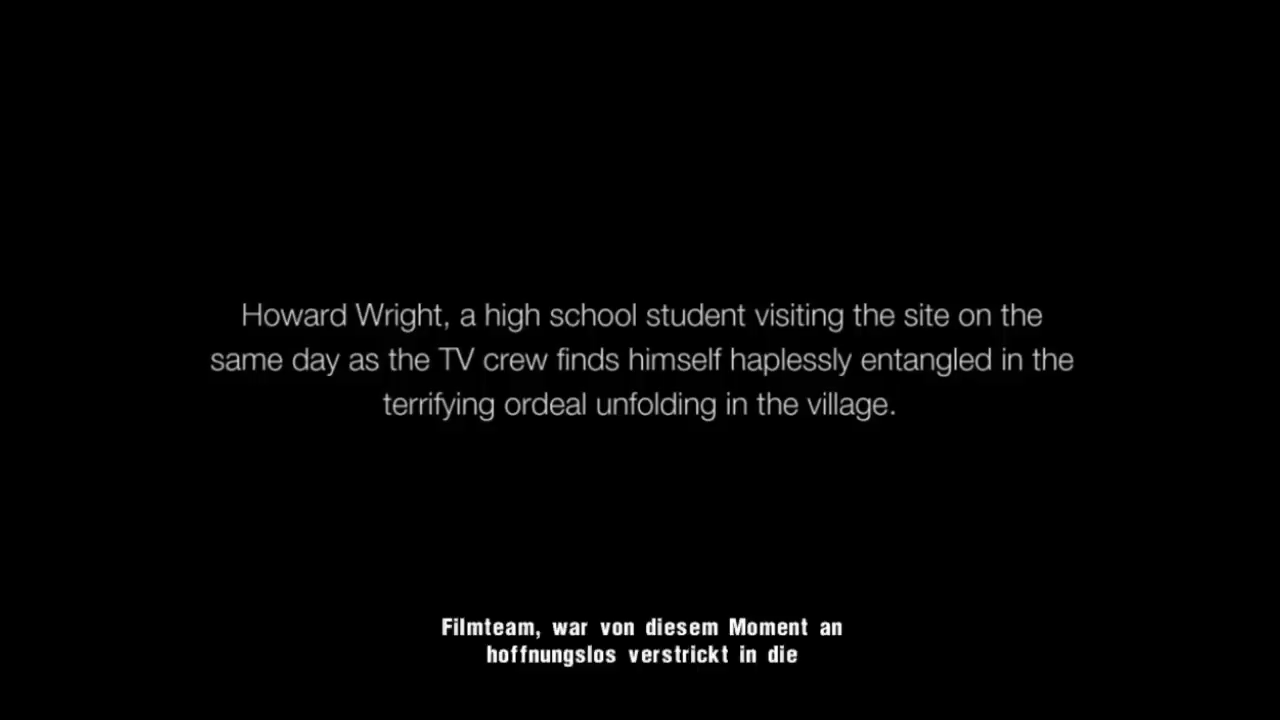 Howard Wright, a high school student visiting the site on the
same day as the TV crew finds himself haplessly entangled in the
terrifying ordeal unfolding in the village.
Filmteam, war von diesem Moment an
hoffnungslos verstrickt in die